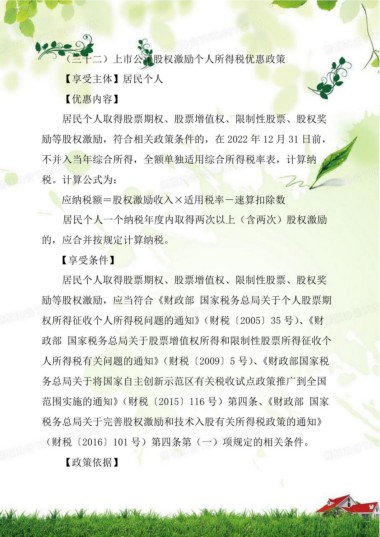 （三十二）上市公司股权激励个人所得税优惠政策
【享受主体】居民个人
【优惠内容】
居民个人取得股票期权、股票增值权、限制性股票、股权奖
励等股权激励，符合相关政策条件的，在 2022 年 12 月 31 日前，
不并入当年综合所得，全额单独适用综合所得税率表，计算纳
税。计算公式为：
应纳税额＝股权激励收入×适用税率－速算扣除数
居民个人一个纳税年度内取得两次以上（含两次）股权激励
的，应合并按规定计算纳税。
【享受条件】
居民个人取得股票期权、股票增值权、限制性股票、股权奖
励等股权激励，应当符合《财政部 国家税务总局关于个人股票期
权所得征收个人所得税问题的通知》（财税〔2005〕35 号）、《财
政部 国家税务总局关于股票增值权所得和限制性股票所得征收个
人所得税有关问题的通知》（财税〔2009〕5 号）、《财政部国家税
务总局关于将国家自主创新示范区有关税收试点政策推广到全国
范围实施的通知》（财税〔2015〕116 号）第四条、《财政部 国家
税务总局关于完善股权激励和技术入股有关所得税政策的通知》
（财税〔2016〕101 号）第四条第（一）项规定的相关条件。
【政策依据】